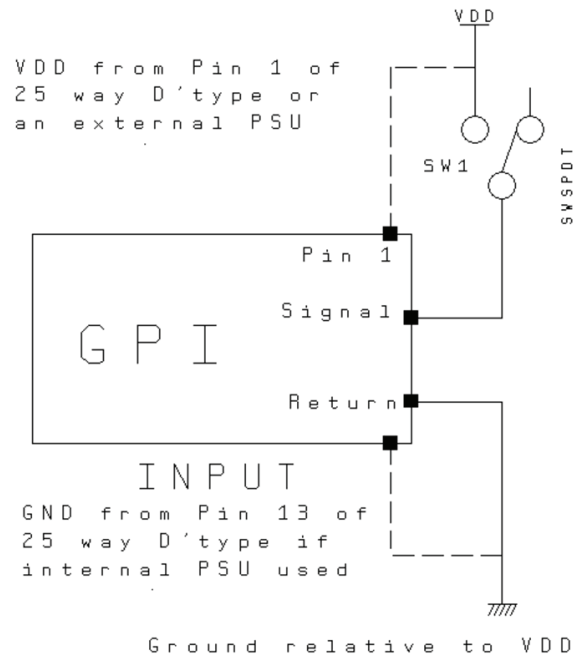 VDD
VDD from Pin 1 of
25 way D'type or
an external PSU
SW1
SWSPDT
Pin 1
Signal
GPI
Return
INPUT
GND from Pin 13 of
25 way D'type if
internal PSU used
Ground relative to VDD